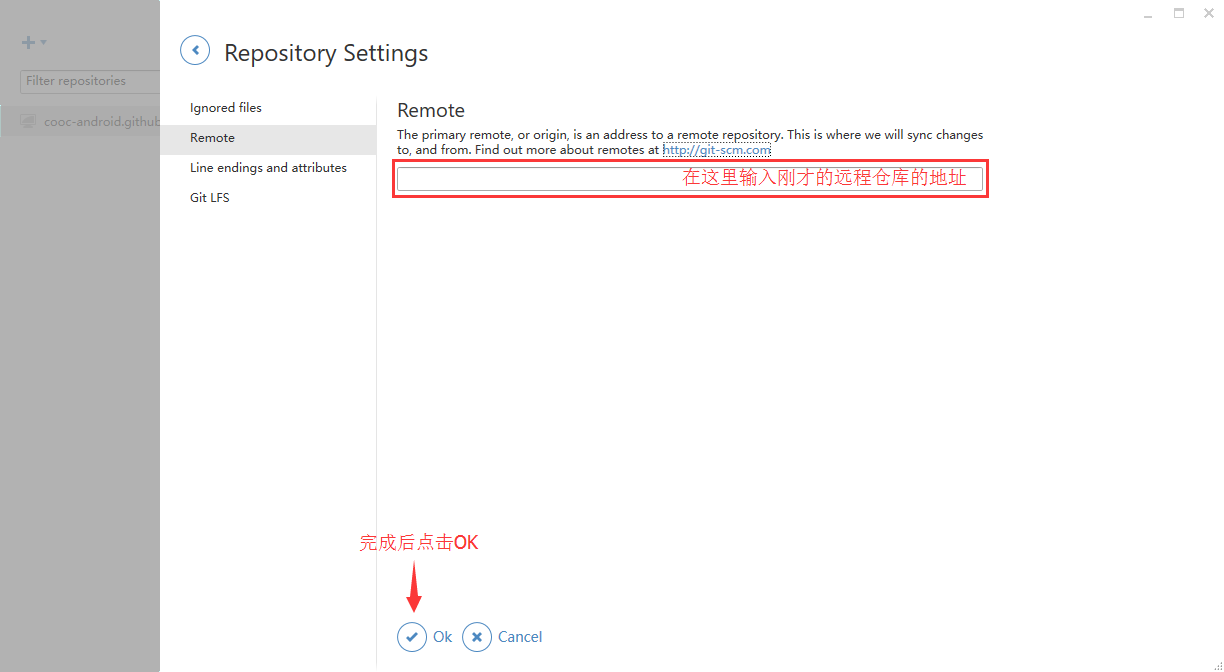 Filter repositories
cooc-android.github
Repository Settings
Ignored files
Remote
Line endings and attributes
Git LFS
Remote
The primary remote, or origin, is an address to a remote repository. This is where we will sync changes
to, and from. Find out more about remotes at http://git-scm.com
在这里输入刚才的远程仓库的地址
完成后点击OK
Ok
Cancel